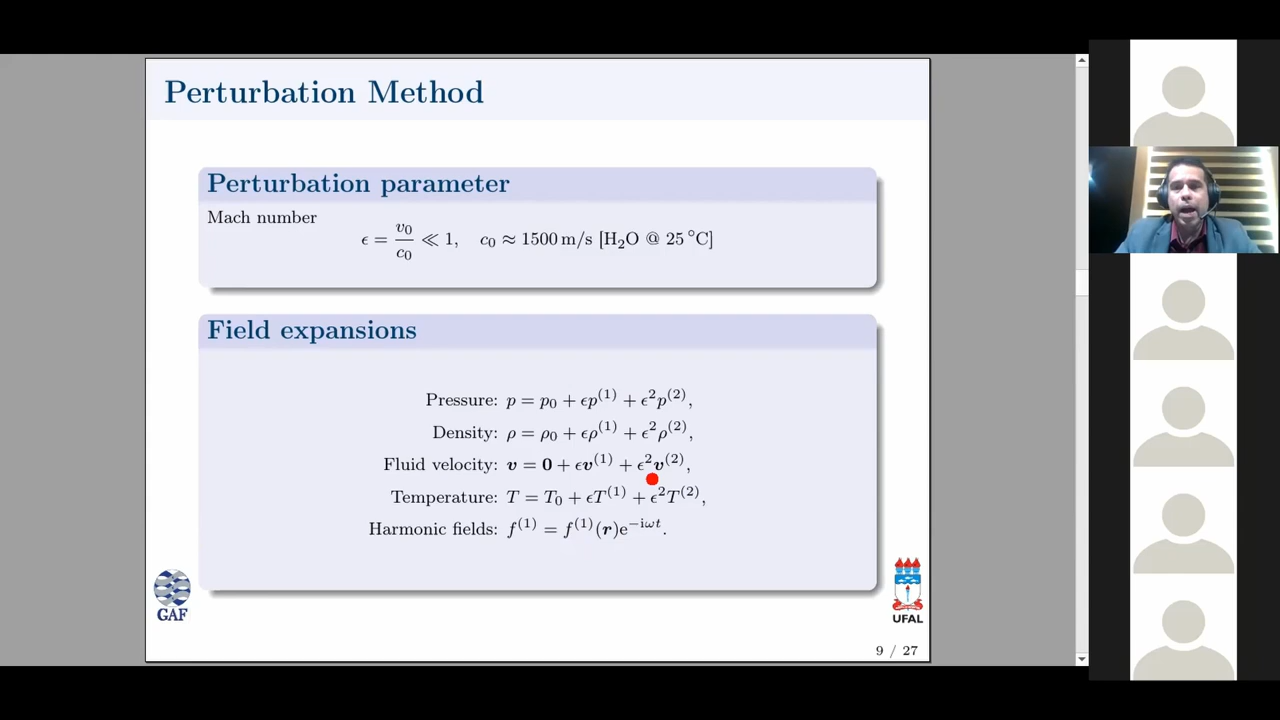 Perturbation Method
Perturbation parameter
Mach number
ϵ = v₀/c₀ ≪ 1, c₀ ≈ 1500 m/s [H₂O @ 25 °C]
Field expansions
Pressure: p = p₀ + ϵp⁽¹⁾ + ϵ²p⁽²⁾,
Density: ρ = ρ₀ + ϵρ⁽¹⁾ + ϵ²ρ⁽²⁾,
Fluid velocity: v = 0 + ϵv⁽¹⁾ + ϵ²v⁽²⁾,
Temperature: T = T₀ + ϵT⁽¹⁾ + ϵ²T⁽²⁾,
Harmonic fields: f⁽¹⁾ = f⁽¹⁾(r)e^{−iωt}.
GAF
UFAL
9 / 27